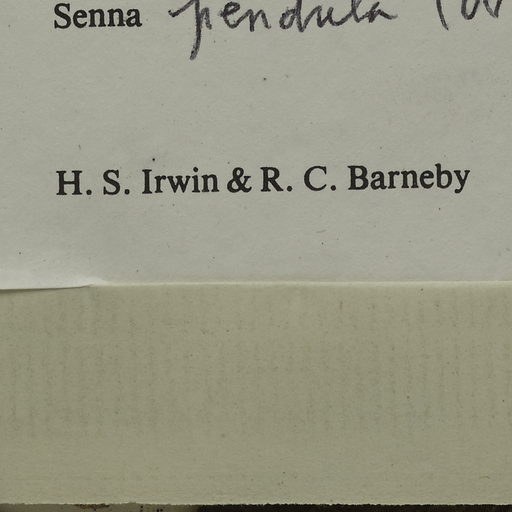 Senna pendula
H. S. Irwin & R. C. Barneby